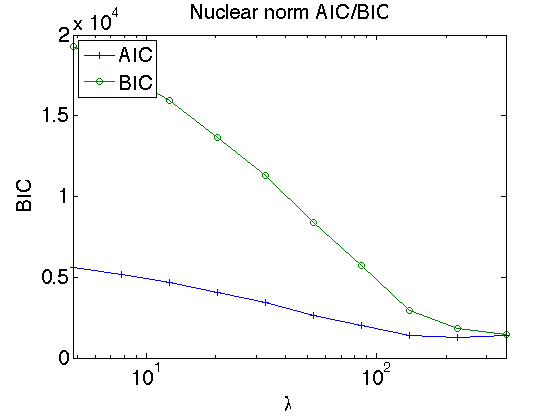 Nuclear norm AIC/BIC
2 x 10^4
AIC
BIC
1.5
1
0.5
0
BIC
10^1
10^2
λ